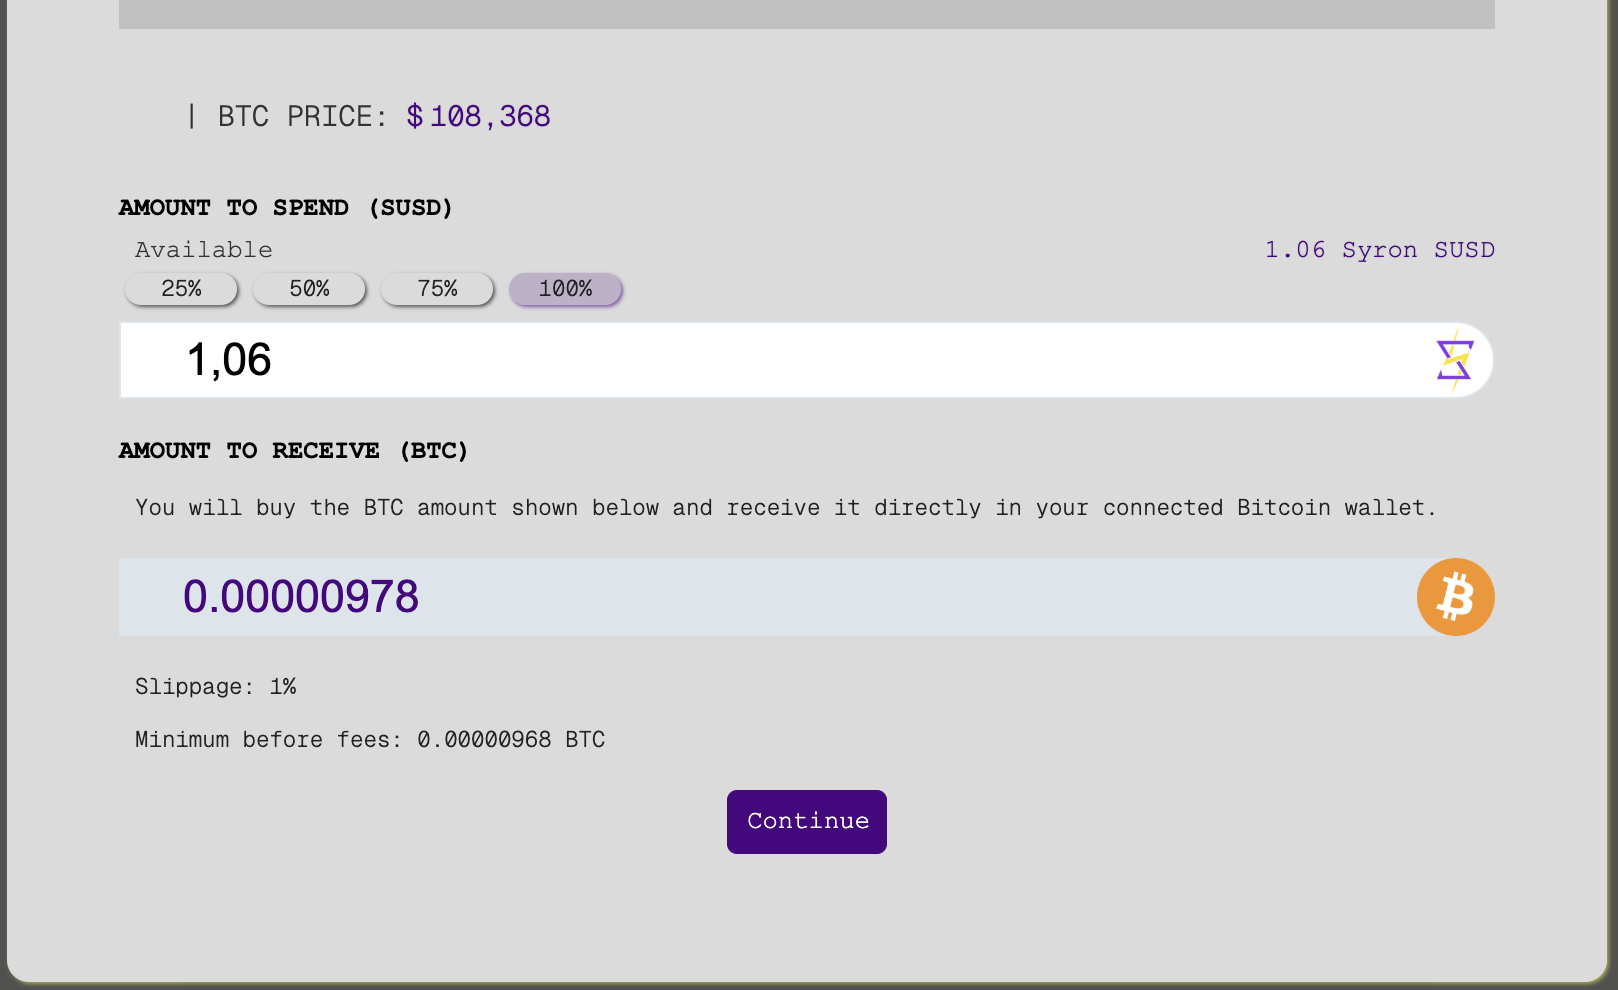 | BTC PRICE: $108,368
AMOUNT TO SPEND (SUSD)
Available 1.06 Syron SUSD
25% 50% 75% 100%
1,06
AMOUNT TO RECEIVE (BTC)
You will buy the BTC amount shown below and receive it directly in your connected Bitcoin wallet.
0.00000978
Slippage: 1%
Minimum before fees: 0.00000968 BTC
Continue